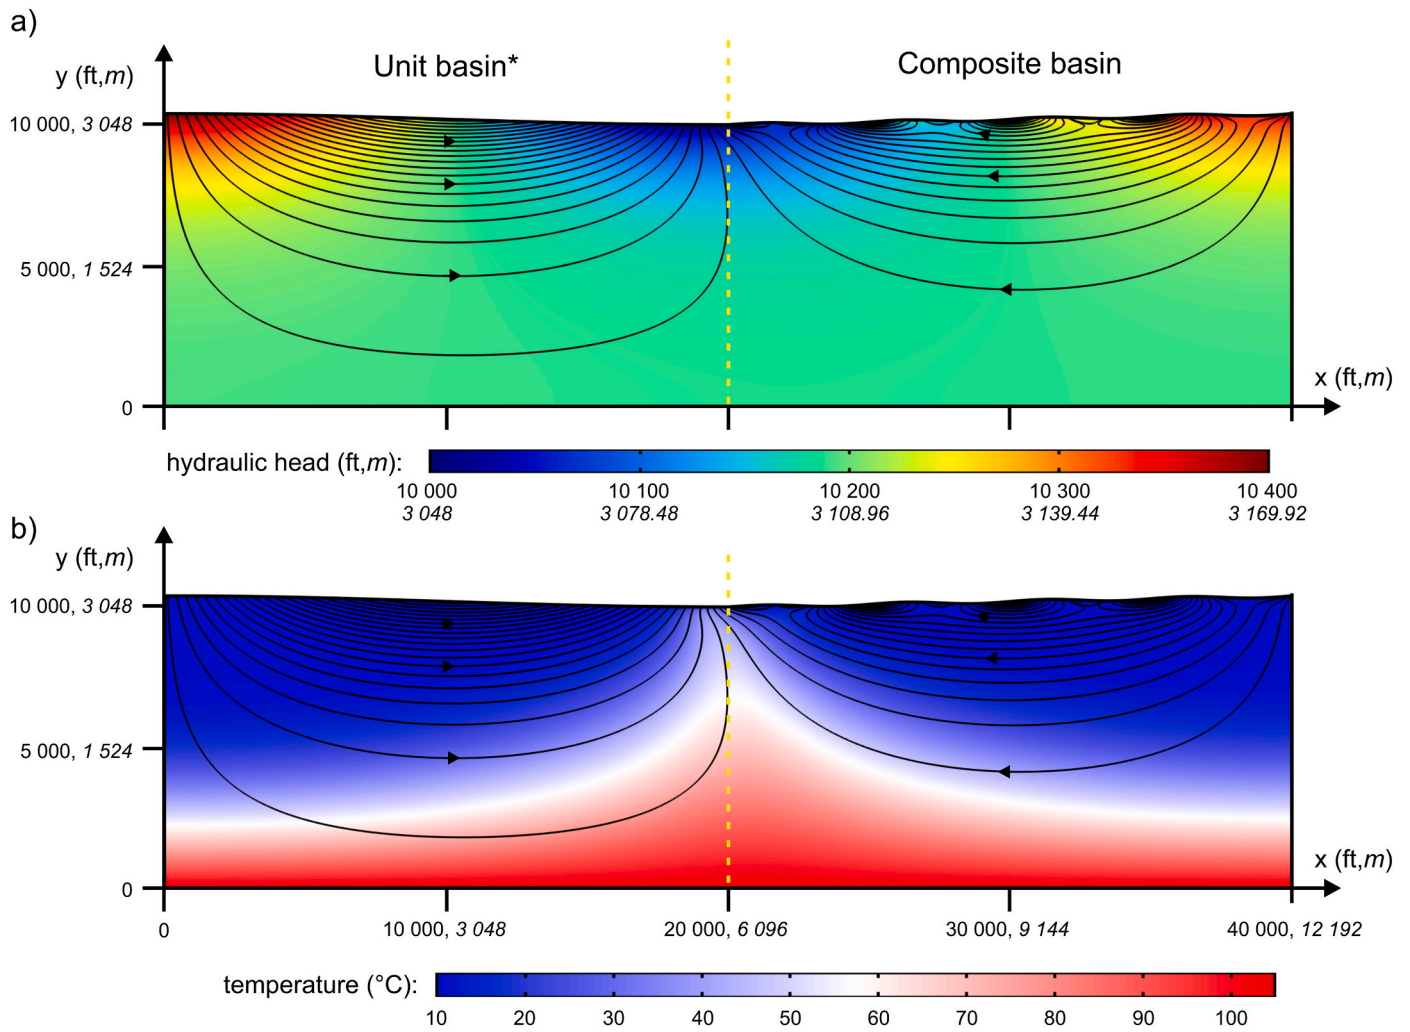 a)
y (ft,m)
Unit basin*
Composite basin
10 000, 3 048
5 000, 1 524
0
x (ft,m)
hydraulic head (ft,m):
10 000 10 100 10 200 10 300 10 400
3 048 3 078.48 3 108.96 3 139.44 3 169.92
b)
y (ft,m)
10 000, 3 048
5 000, 1 524
0
x (ft,m)
0 10 000, 3 048 20 000, 6 096 30 000, 9 144 40 000, 12 192
temperature (°C):
10 20 30 40 50 60 70 80 90 100